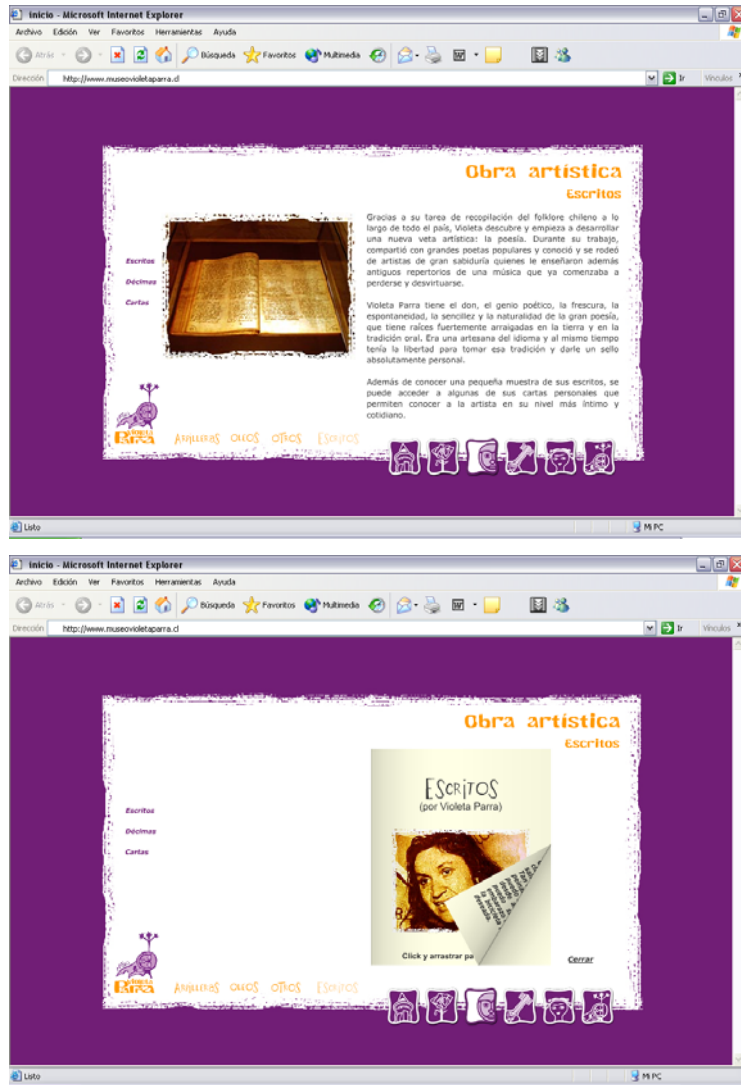 inicio - Microsoft Internet Explorer
Archivo Edición Ver Favoritos Herramientas Ayuda
Atrás Búsqueda Favoritos Multimedia
Dirección http://www.museovioletaparra.cl Ir Vínculos
Obra artística
Escritos
Gracias a su tarea de recopilación del folklore chileno a lo
largo de todo el país, Violeta descubre y empieza a desarrollar
una nueva veta artística: la poesía. Durante su trabajo,
compartió con grandes poetas populares y conoció y se rodeó
de artistas de gran sabiduría quienes le enseñaron además
antiguos repertorios de una música que ya comenzaba a
perderse y desvirtuarse.
Violeta Parra tiene el don, el genio poético, la frescura, la
espontaneidad, la sencillez y la naturalidad de la gran poesía,
que tiene raíces fuertemente arraigadas en la tierra y en la
tradición oral. Era una artesana del idioma y al mismo tiempo
tenía la libertad para tomar esa tradición y darle un sello
absolutamente personal.
Además de conocer una pequeña muestra de sus escritos, se
puede acceder a algunas de sus cartas personales que
permiten conocer a la artista en su nivel más íntimo y
cotidiano.
Escritos
Décimas
Cartas
Violeta
Parra
Arpilleras Oleos Otros Escritos
Listo Mi PC
inicio - Microsoft Internet Explorer
Archivo Edición Ver Favoritos Herramientas Ayuda
Atrás Búsqueda Favoritos Multimedia
Dirección http://www.museovioletaparra.cl Ir Vínculos
Obra artística
Escritos
Escritos
(por Violeta Parra)
Click y arrastrar
Cerrar
Escritos
Décimas
Cartas
Violeta
Parra
Arpilleras Oleos Otros Escritos
Listo Mi PC